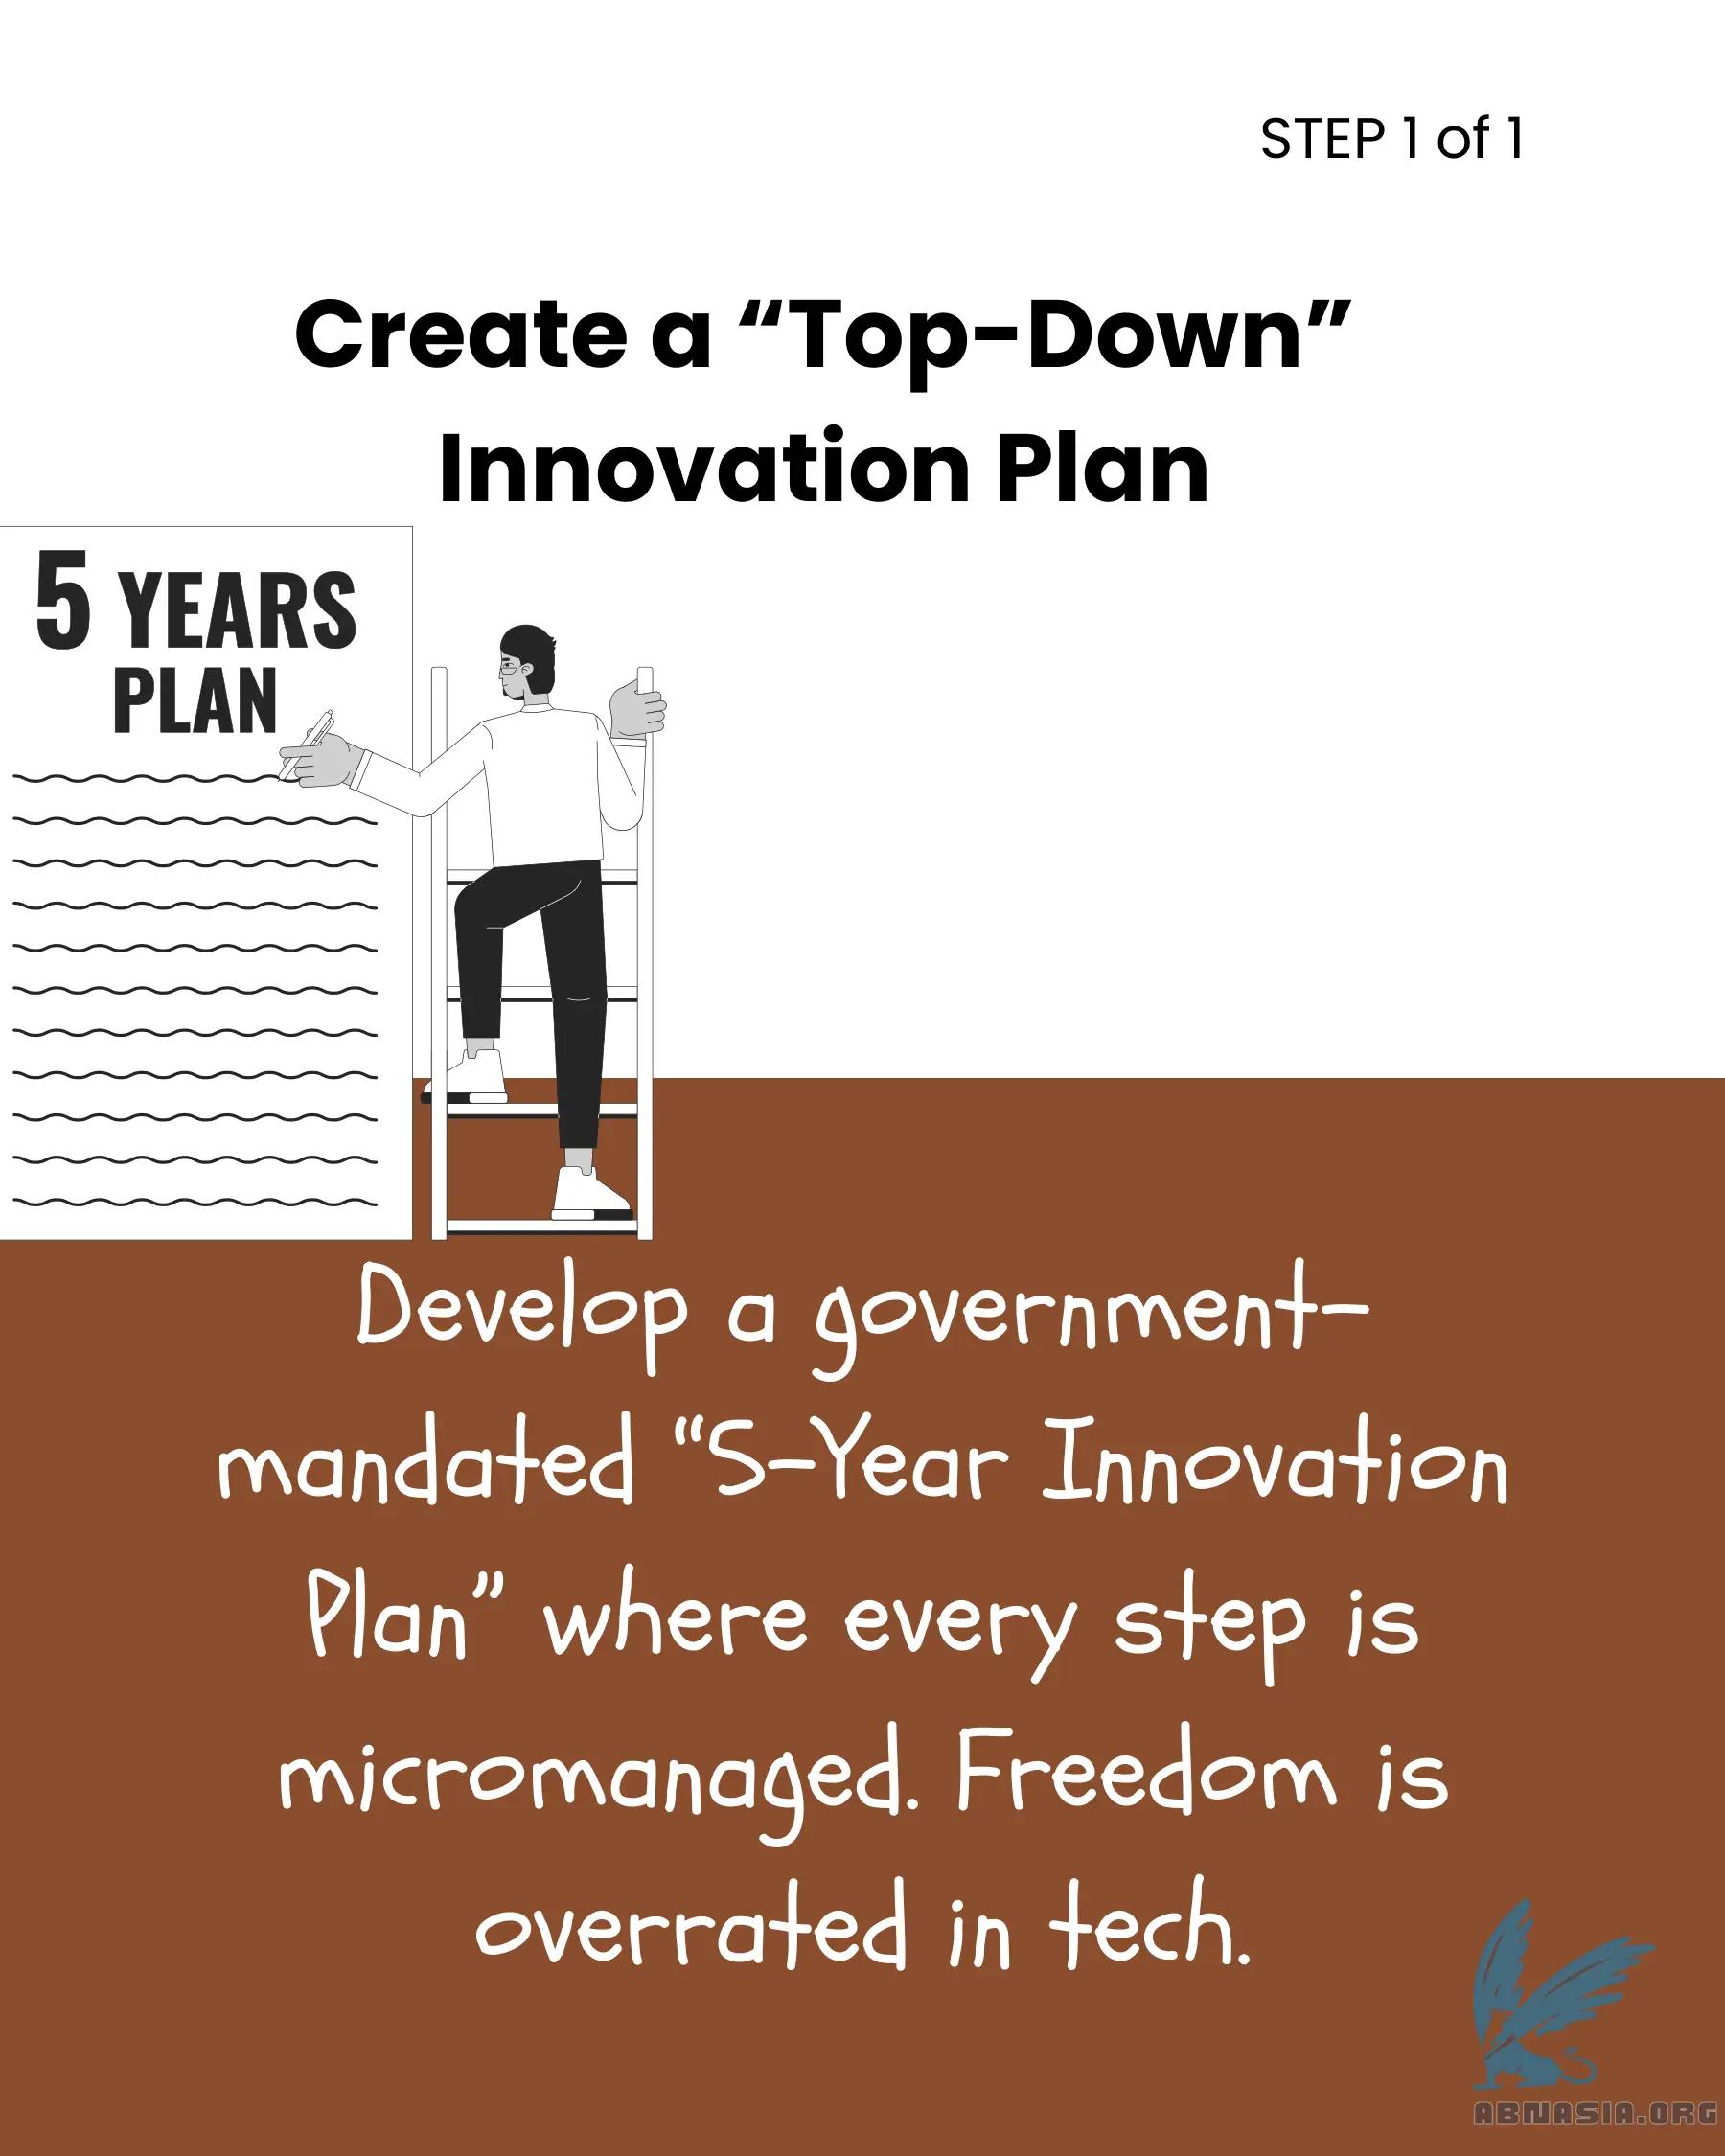 STEP 1 of 1
Create a “Top-Down”
Innovation Plan
5 YEARS
PLAN
Develop a government-
mandated “5-Year Innovation
Plan” where every step is
micromanaged. Freedom is
overrated in tech.
ABNASIA.ORG